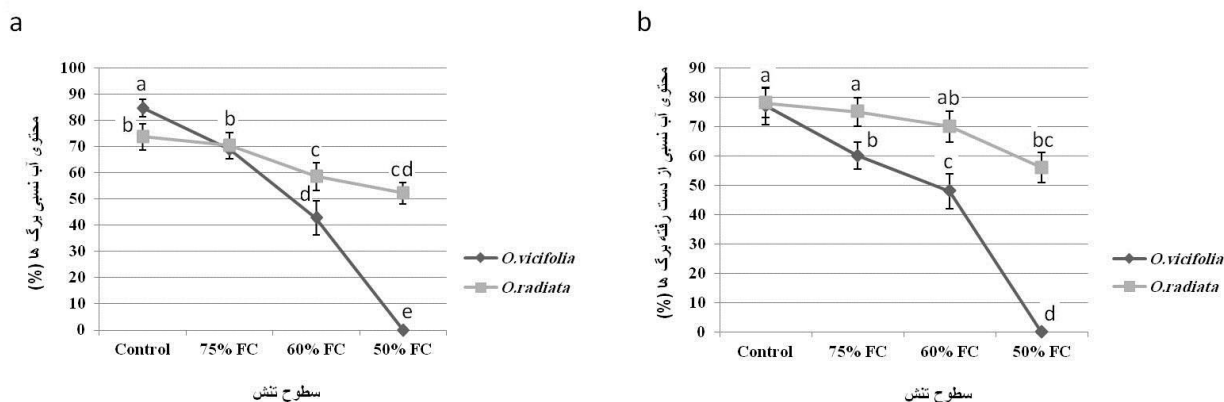 a
100
90
80
70
60
50
40
30
20
10
0
محتوی آب نسبی برگ ها (%)
a
b
b
c
d
cd
e
Control 75% FC 60% FC 50% FC
سطوح تنش
O.vicifolia
O.radiata
b
90
80
70
60
50
40
30
20
10
0
محتوی آب نسبی از دست رفته برگ ها (%)
a
a
b
ab
c
bc
d
Control 75% FC 60% FC 50% FC
سطوح تنش
O.vicifolia
O.radiata